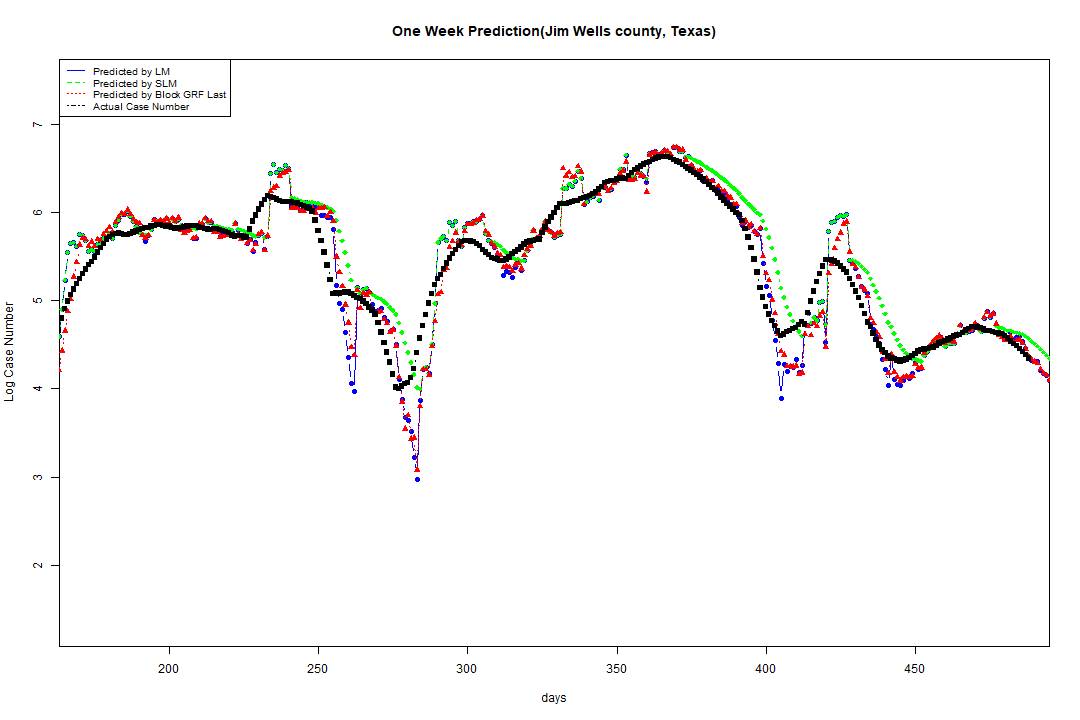 One Week Prediction(Jim Wells county, Texas)
Predicted by LM
Predicted by SLM
Predicted by Block GRF Last
Actual Case Number
7
6
5
4
3
2
Log Case Number
200 250 300 350 400 450
days